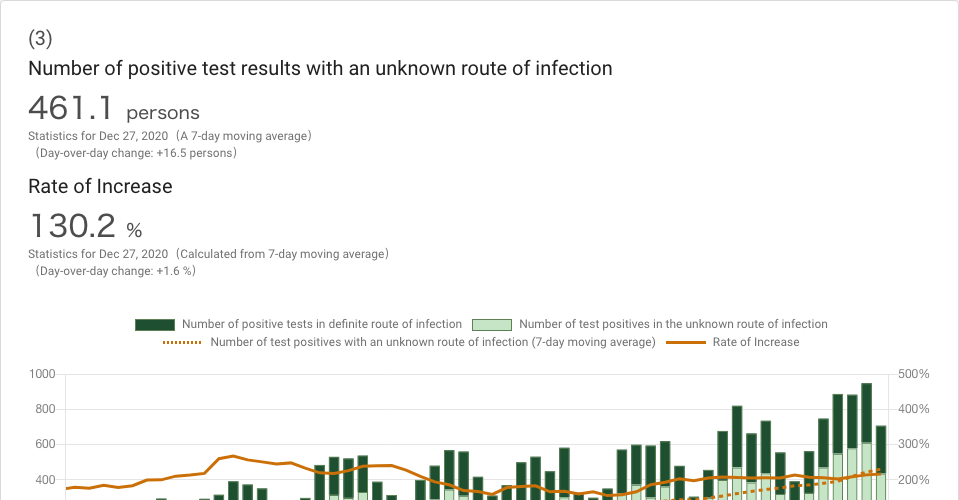 (3)
Number of positive test results with an unknown route of infection
461.1 persons
Statistics for Dec 27, 2020（A 7-day moving average）
（Day-over-day change: +16.5 persons）
Rate of Increase
130.2 %
Statistics for Dec 27, 2020（Calculated from 7-day moving average）
（Day-over-day change: +1.6 %）
Number of positive tests in definite route of infection Number of test positives in the unknown route of infection
Number of test positives with an unknown route of infection (7-day moving average) Rate of Increase
1000 500%
800 400%
600 300%
400 200%